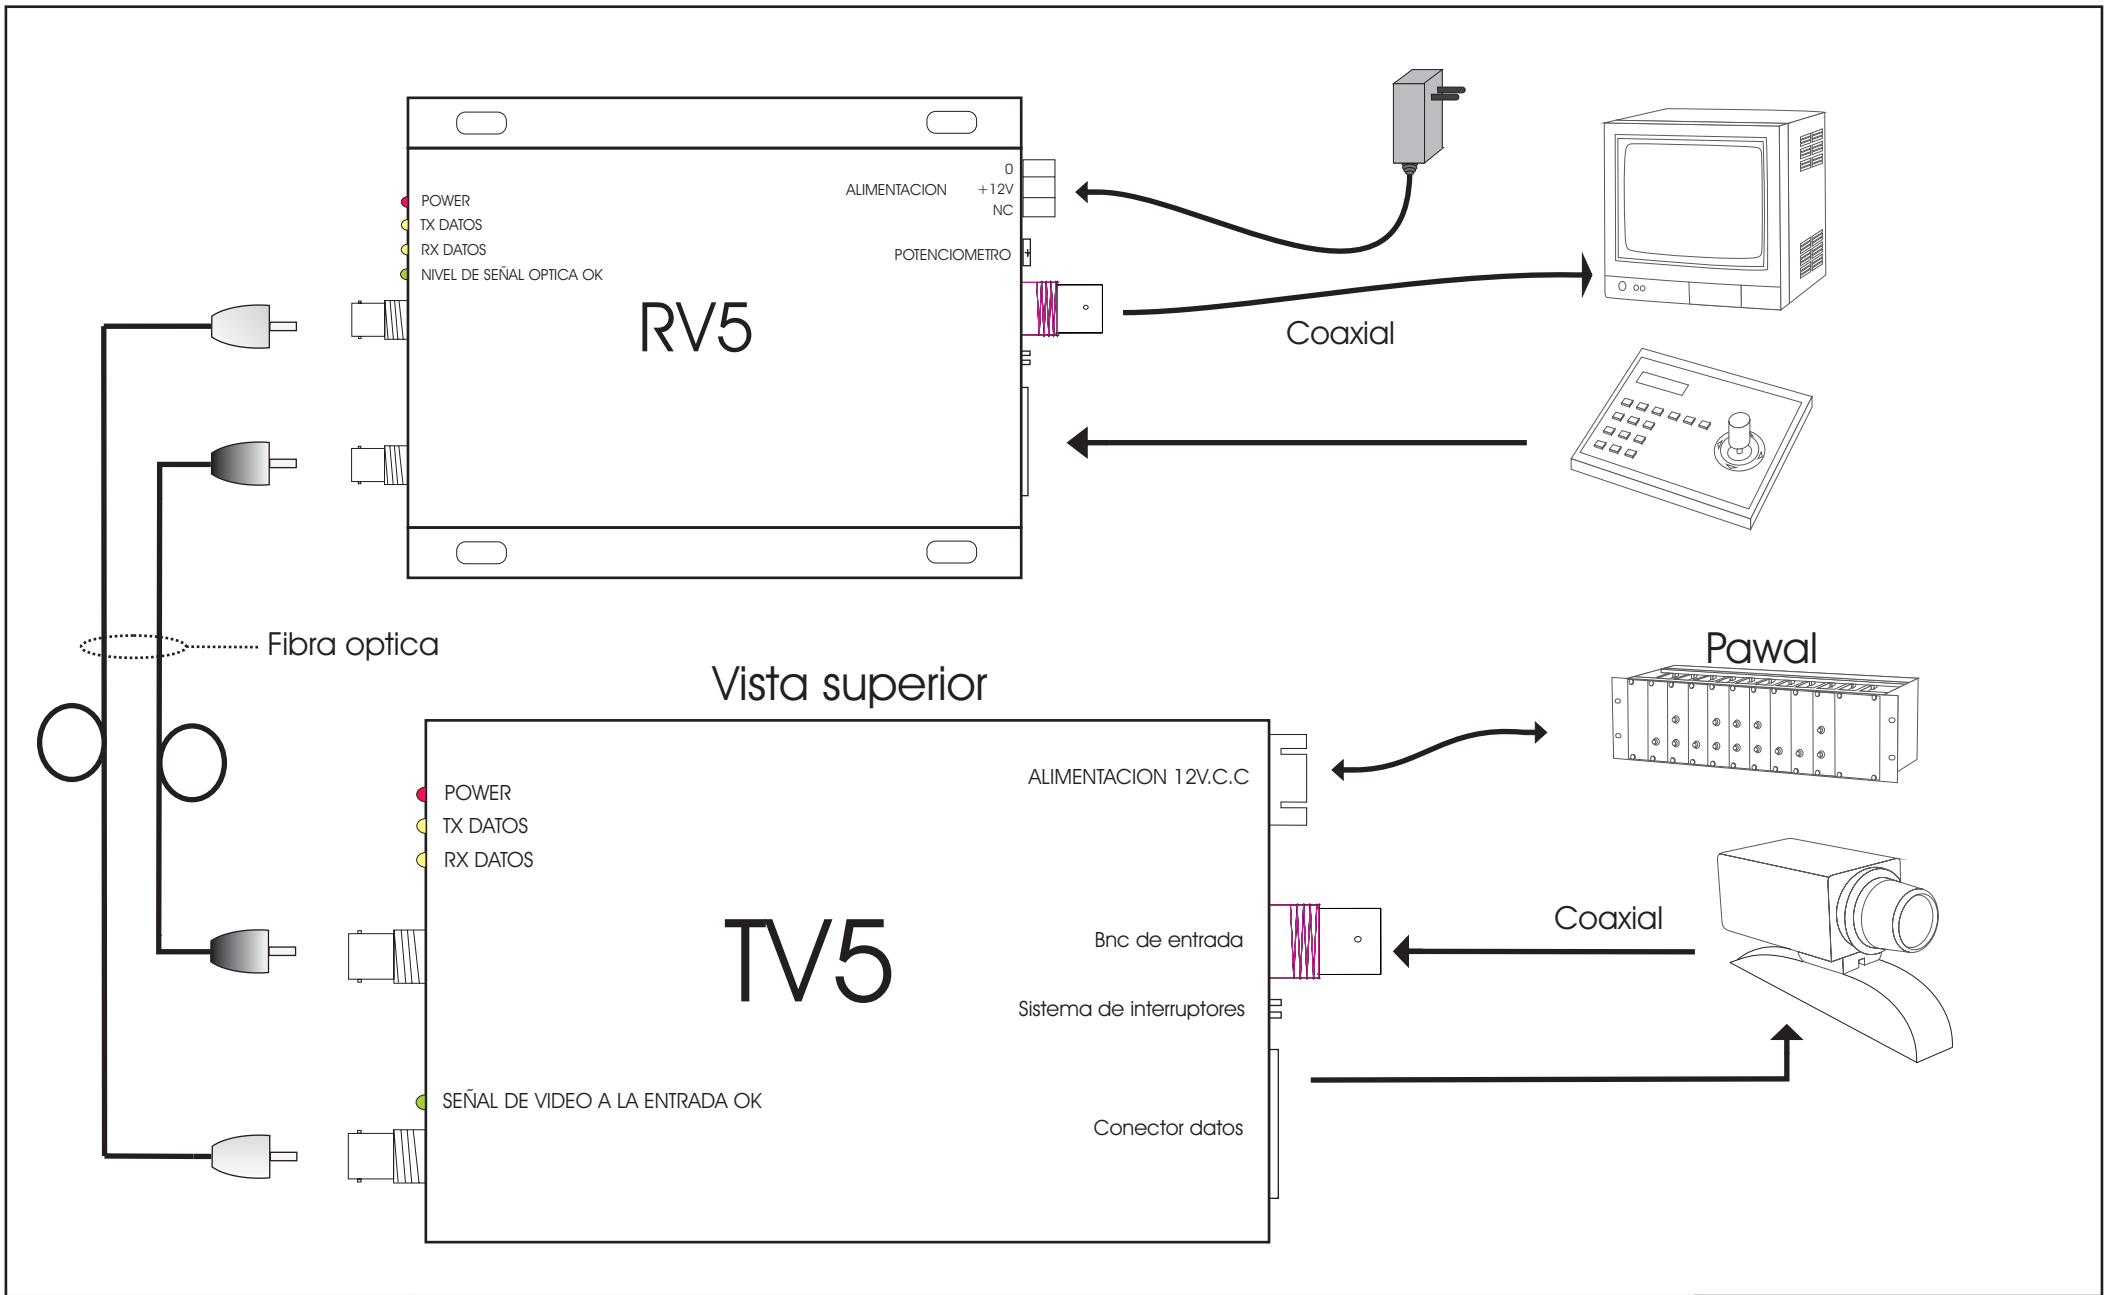 POWER
TX DATOS
RX DATOS
NIVEL DE SEÑAL OPTICA OK
RV5
0
ALIMENTACION +12V
NC
POTENCIOMETRO
Coaxial
Fibra optica
Vista superior
Pawal
POWER
TX DATOS
RX DATOS
ALIMENTACION 12V.C.C
TV5
Bnc de entrada
Coaxial
Sistema de interruptores
SEÑAL DE VIDEO A LA ENTRADA OK
Conector datos